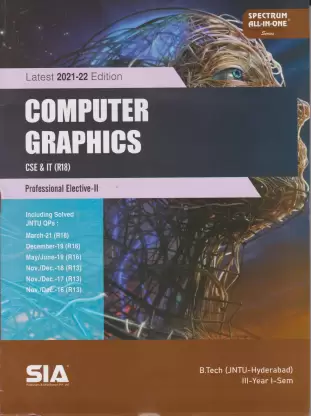 SPECTRUM
ALL-IN-ONE
Series
Latest 2021-22 Edition
COMPUTER
GRAPHICS
CSE & IT (R18)
Professional Elective-II
Including Solved
JNTU QPs :
March-21 (R18)
December-19 (R16)
May/June-19 (R16)
Nov./Dec.-18 (R13)
Nov./Dec.-17 (R13)
Nov./Dec.-16 (R13)
SIA
B.Tech (JNTU-Hyderabad)
III-Year I-Sem